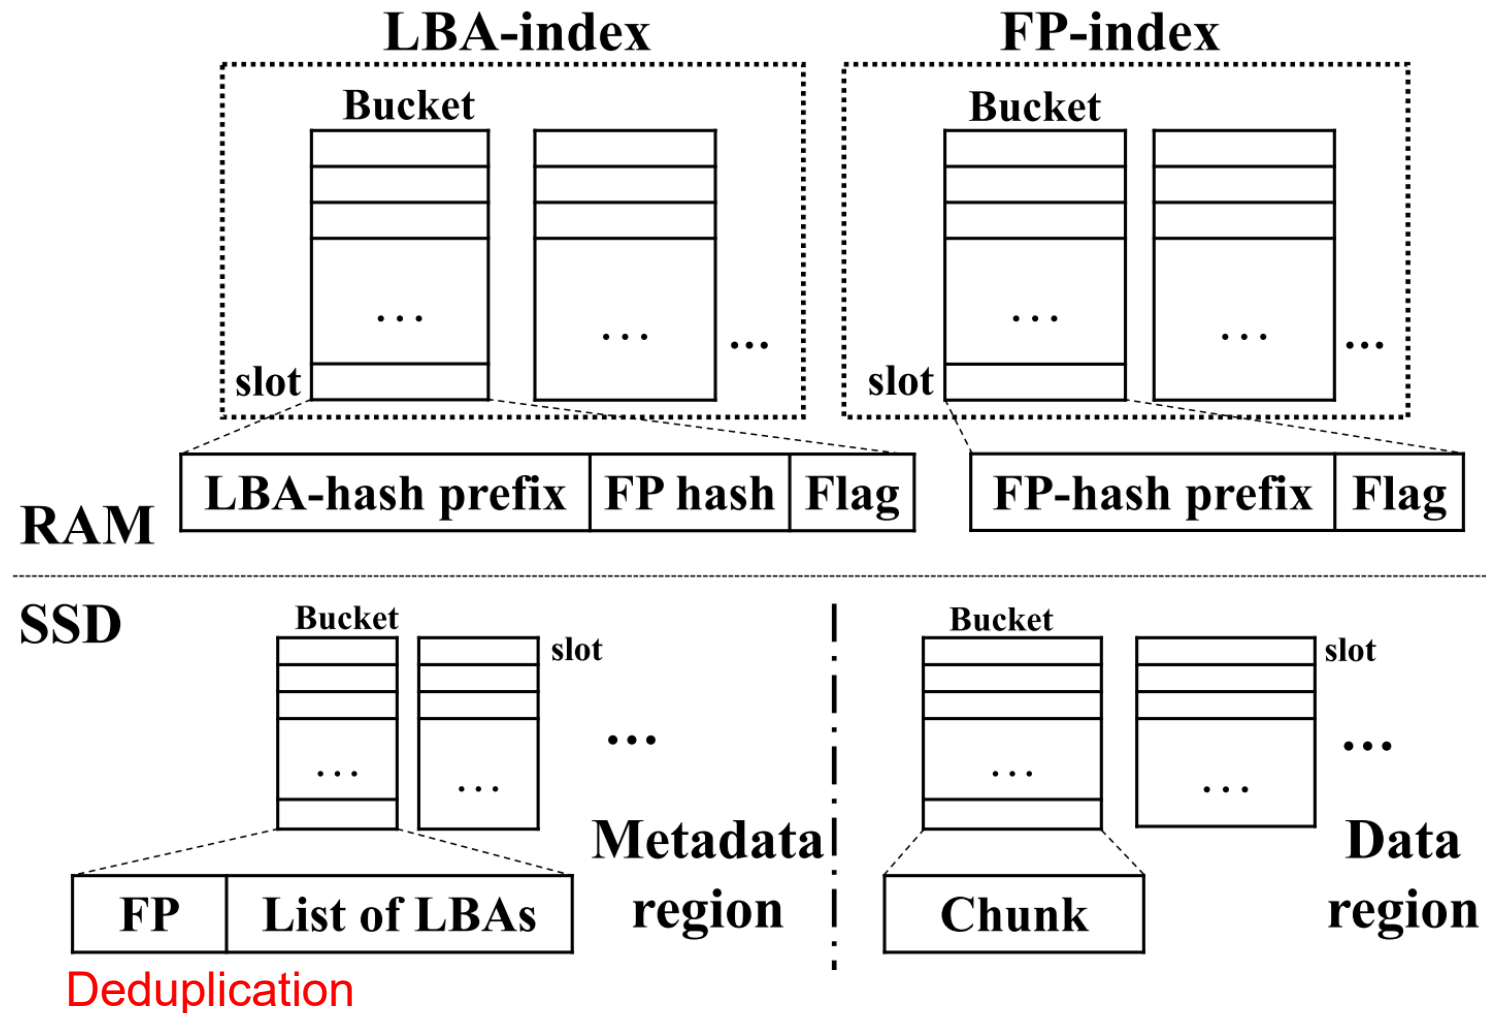 LBA-index
FP-index
Bucket
Bucket
...
...
...
...
...
...
slot
slot
LBA-hash prefix
FP hash
Flag
FP-hash prefix
Flag
RAM
SSD
Bucket
slot
Bucket
slot
...
...
...
...
...
...
Metadata
region
Data
region
FP
List of LBAs
Chunk
Deduplication